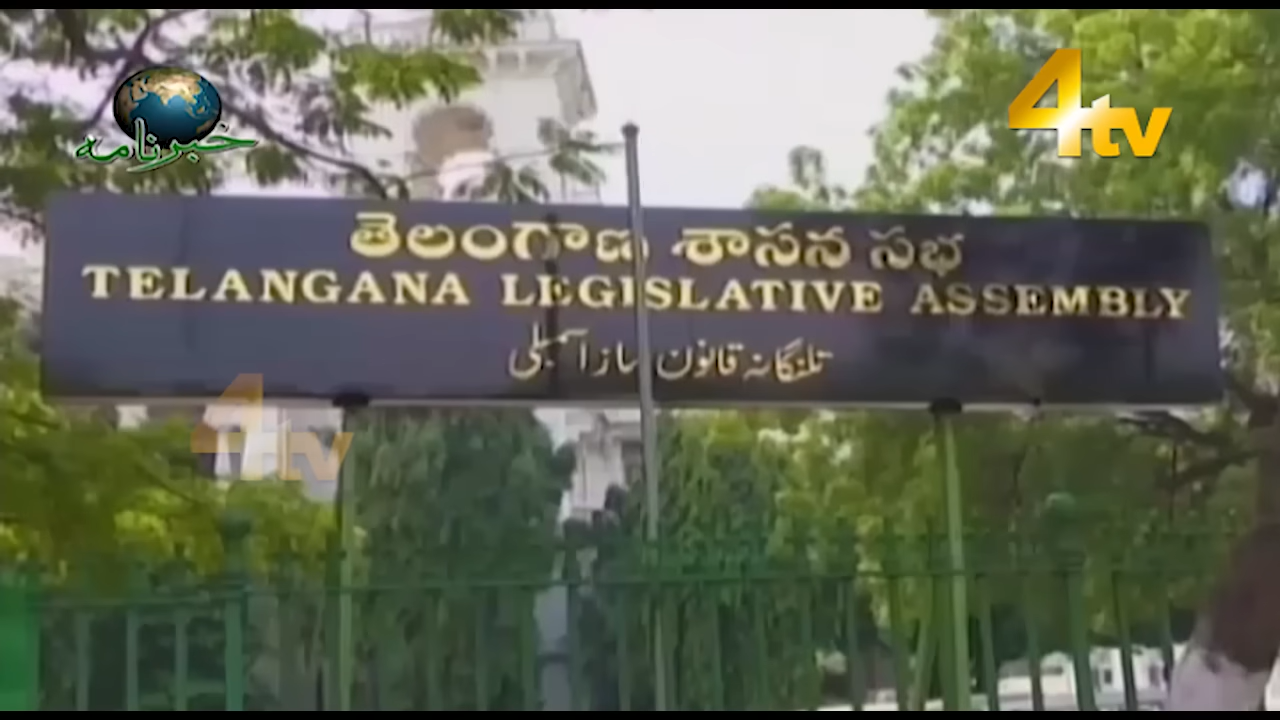 خبرنامہ
4tv
తెలంగాణ శాసన సభ
TELANGANA LEGISLATIVE ASSEMBLY
تلنگانہ قانون ساز اسمبلی
4tv